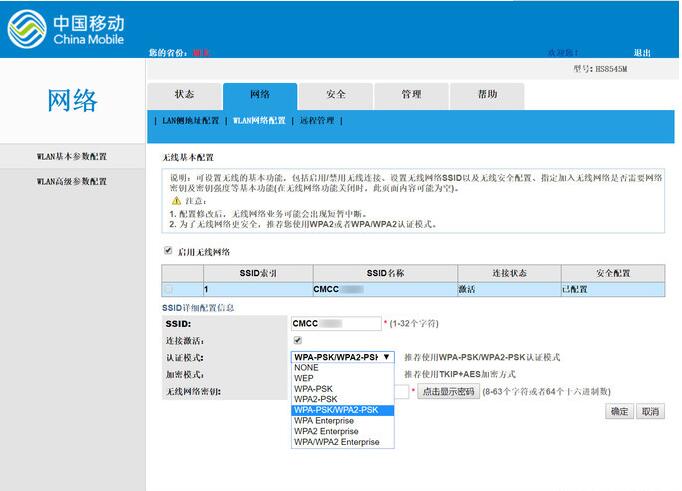 中国移动
China Mobile
您的省份:
欢迎您!
退出
型号: HS8545M
网络
状态
网络
安全
管理
帮助
| LAN侧地址配置 | WLAN网络配置 | 远程管理 |
WLAN基本参数配置
WLAN高级参数配置
无线基本配置
说明: 可设置无线的基本功能, 包括启用/禁用无线连接、设置无线网络SSID以及无线安全配置、指定加入无线网络是否需要网络
密钥及密钥强度等基本功能(在无线网络功能关闭时, 此页面内容可能为空)。
注意:
1. 配置修改后, 无线网络业务可能会出现短暂中断。
2. 为了无线网络更安全, 推荐您使用WPA2或者WPA/WPA2认证模式。
启用无线网络
SSID索引 SSID名称 连接状态 安全配置
1 CMCC 激活 已配置
SSID详细配置信息
SSID: CMCC * (1-32个字符)
连接激活:
认证模式: WPA-PSK/WPA2-PSK 推荐使用WPA-PSK/WPA2-PSK认证模式
NONE
加密模式: 推荐使用TKIP+AES加密方式
WEP
WPA-PSK
无线网络密钥: * 点击显示密码 (8-63个字符或者64个十六进制数)
WPA2-PSK
WPA-PSK/WPA2-PSK
确定 取消
WPA Enterprise
WPA2 Enterprise
WPA/WPA2 Enterprise